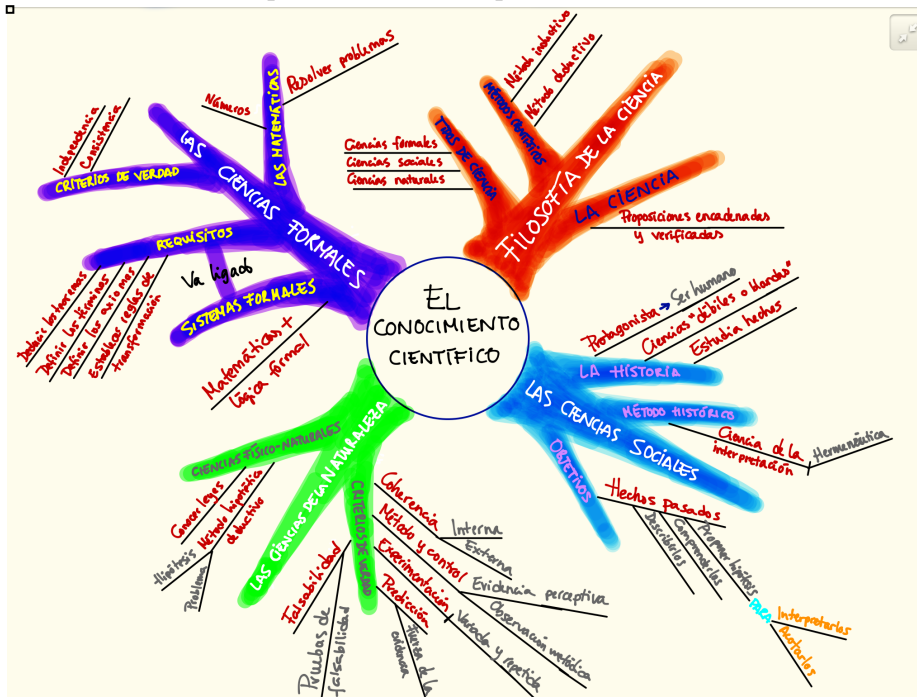 EL
CONOCIMIENTO
CIENTÍFICO
FILOSOFÍA DE LA CIENCIA
TIPOS DE CIENCIA
Ciencias formales
Ciencias sociales
Ciencias naturales
MÉTODOS CIENTÍFICOS
Método inductivo
Método deductivo
LA CIENCIA
Proposiciones encadenadas
y verificadas
LAS CIENCIAS SOCIALES
LA HISTORIA
Protagonista → Ser humano
Ciencias "débiles o blandas"
Estudia hechos
MÉTODO HISTÓRICO
Ciencia de la
interpretación
Hermenéutica
OBJETIVOS
Hechos pasados
Describirlos
Comprenderlos
Proponer hipótesis
PARA
Interpretarlos
Acotarlos
LAS CIENCIAS DE LA NATURALEZA
CIENCIAS FÍSICO-NATURALES
Conocer leyes
Método hipotético
deductivo
Hipótesis
Problema
CRITERIOS DE VERDAD
Coherencia
Interna
Externa
Método y control
Evidencia perceptiva
Observación metódica
Experimentación
Variada y repetida
Predicción
Fuerza de la
evidencia
Falsabilidad
Pruebas de
falsabilidad
LAS CIENCIAS FORMALES
LAS MATEMÁTICAS
Números
Resolver problemas
CRITERIOS DE VERDAD
Independencia
Consistencia
REQUISITOS
Deducir los teoremas
Definir los términos
Definir los axiomas
Establecer reglas de
transformación
Va ligado
SISTEMAS FORMALES
Matemáticas +
lógica formal